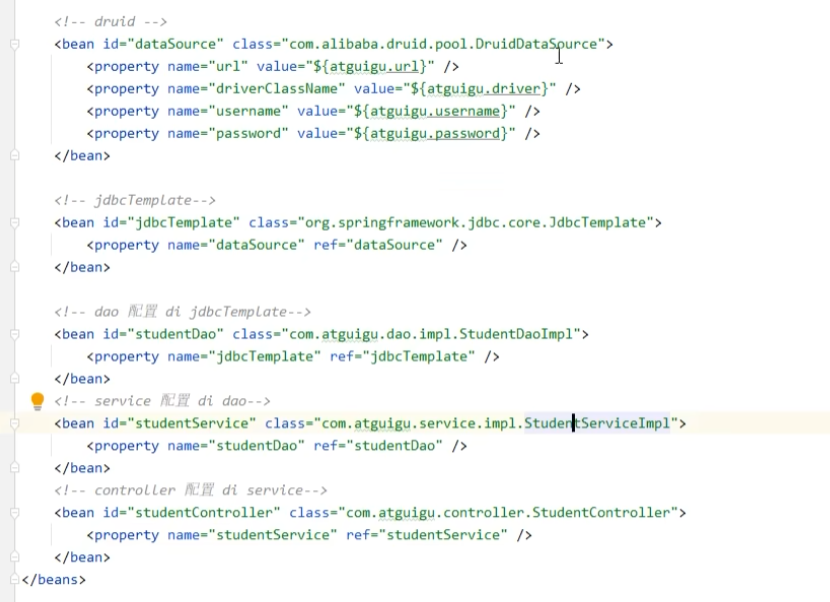 <!-- druid -->
<bean id="dataSource" class="com.alibaba.druid.pool.DruidDataSource">
<property name="url" value="${atguigu.url}" />
<property name="driverClassName" value="${atguigu.driver}" />
<property name="username" value="${atguigu.username}" />
<property name="password" value="${atguigu.password}" />
</bean>
<!-- jdbcTemplate-->
<bean id="jdbcTemplate" class="org.springframework.jdbc.core.JdbcTemplate">
<property name="dataSource" ref="dataSource" />
</bean>
<!-- dao 配置 di jdbcTemplate-->
<bean id="studentDao" class="com.atguigu.dao.impl.StudentDaoImpl">
<property name="jdbcTemplate" ref="jdbcTemplate" />
</bean>
<!-- service 配置 di dao-->
<bean id="studentService" class="com.atguigu.service.impl.StudentServiceImpl">
<property name="studentDao" ref="studentDao" />
</bean>
<!-- controller 配置 di service-->
<bean id="studentController" class="com.atguigu.controller.StudentController">
<property name="studentService" ref="studentService" />
</bean>
</beans>